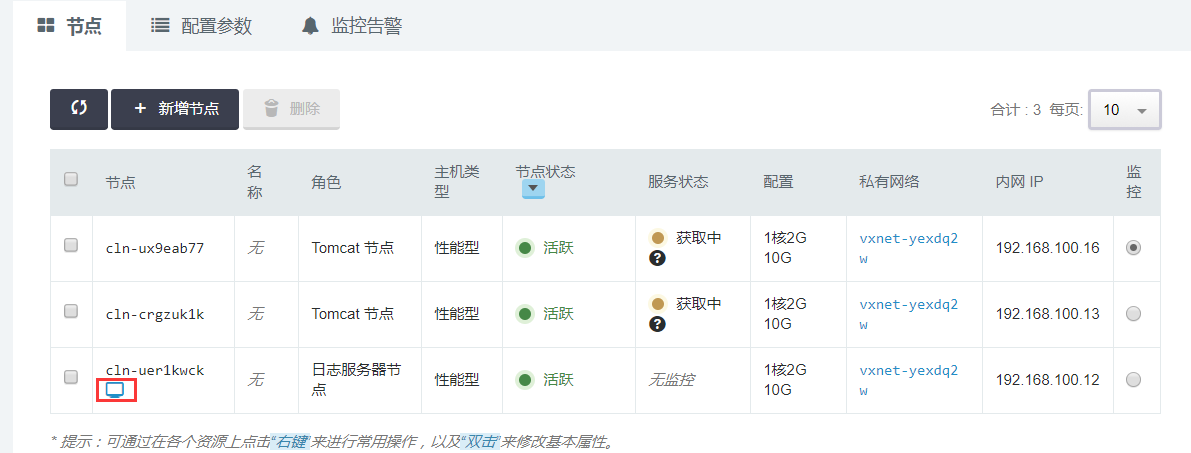 节点 配置参数 监控告警
新增节点 删除 合计：3 每页: 10
节点 名称 角色 主机类型 节点状态 服务状态 配置 私有网络 内网 IP 监控
cln-ux9eab77 无 Tomcat 节点 性能型 活跃 获取中 ? 1核2G 10G vxnet-yexdq2w 192.168.100.16
cln-crgzuk1k 无 Tomcat 节点 性能型 活跃 获取中 ? 1核2G 10G vxnet-yexdq2w 192.168.100.13
cln-uer1kwck 无 日志服务器节点 性能型 活跃 无监控 1核2G 10G vxnet-yexdq2w 192.168.100.12
* 提示：可通过在各个资源上点击“右键”来进行常用操作，以及“双击”来修改基本属性。